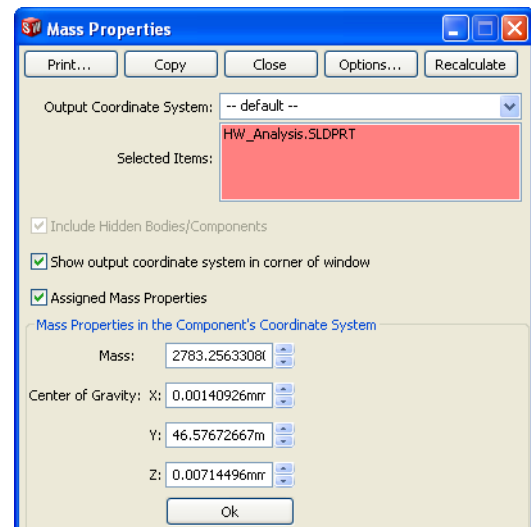 Mass Properties
Print... Copy Close Options... Recalculate
Output Coordinate System: -- default --
HW_Analysis.SLDPRT
Selected Items:
Include Hidden Bodies/Components
Show output coordinate system in corner of window
Assigned Mass Properties
Mass Properties in the Component's Coordinate System
Mass: 2783.2563308(
Center of Gravity: X: 0.00140926mr
Y: 46.57672667m
Z: 0.00714496mr
Ok